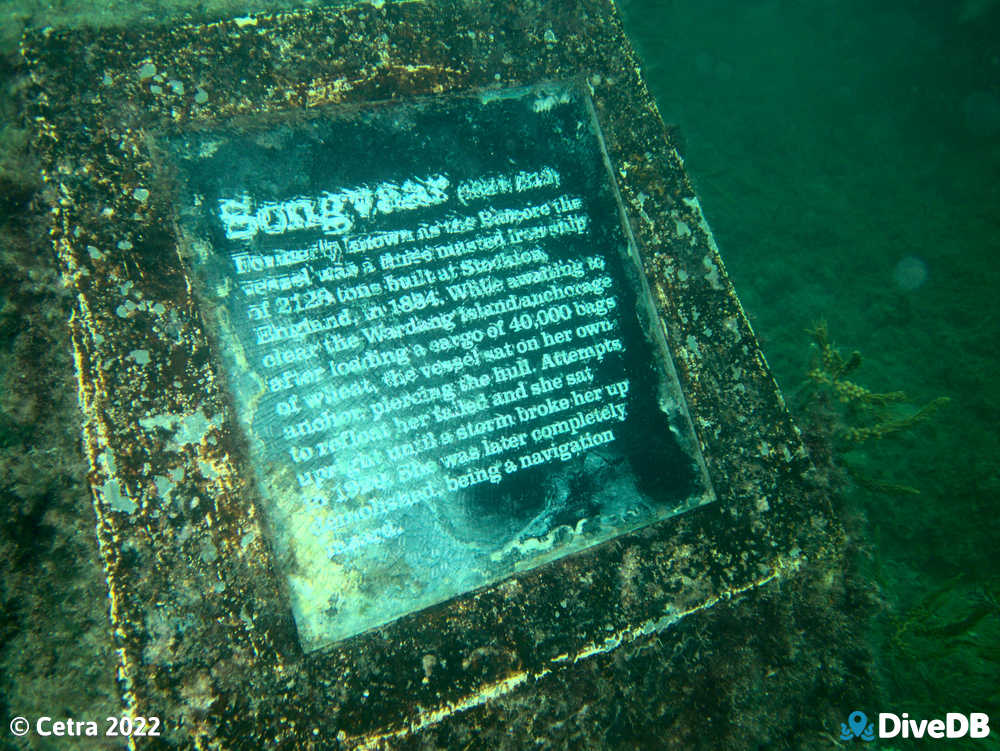 Songvaar
Formerly known as the Barcore the
vessel was a three masted iron ship
of 2,128 tons built at Stockton,
England, in 1884. While awaiting to
clear the Wardang Island anchorage
after loading a cargo of 40,000 bags
of wheat, the vessel sat on her own
anchor, piercing the hull. Attempts
to refloat her failed and she sat
upright until a storm broke her up
She was later completely
demolished, being a navigation
© Cetra 2022
DiveDB